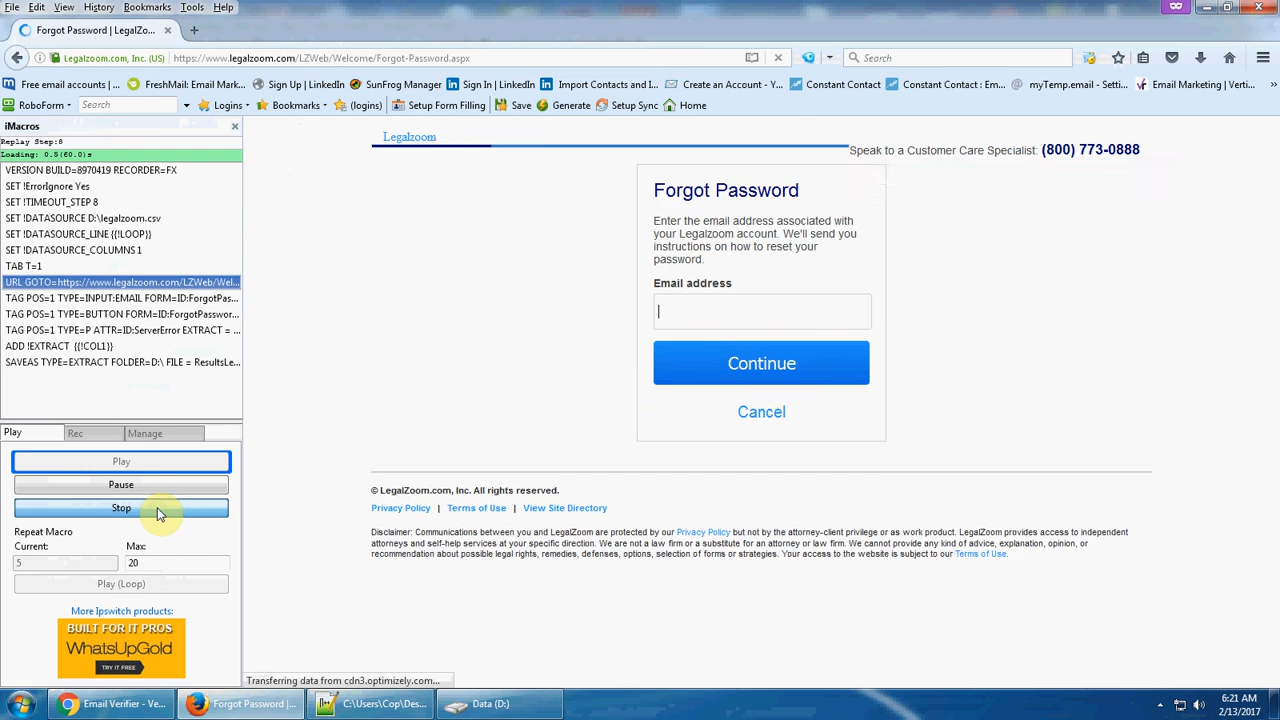 File Edit View History Bookmarks Tools Help
Forgot Password | LegalZo... × +
Legalzoom.com, Inc. (US) https://www.legalzoom.com/LZWeb/Welcome/Forgot-Password.aspx Search
Free email accounts | ... FreshMail: Email Mark... Sign Up | LinkedIn SunFrog Manager Sign In | LinkedIn Import Contacts and I... Create an Account - Y... Constant Contact Constant Contact : Em... myTemp.email - Setti... Email Marketing | Verti...
RoboForm Search Logins Bookmarks (logins) Setup Form Filling Save Generate Setup Sync Home
iMacros
Replay Step:8
Loading: 0.5(60.0)s
VERSION BUILD=8970419 RECORDER=FX
SET !ErrorIgnore Yes
SET !TIMEOUT_STEP 8
SET !DATASOURCE D:\legalzoom.csv
SET !DATASOURCE_LINE {{!LOOP}}
SET !DATASOURCE_COLUMNS 1
TAB T=1
URL GOTO=https://www.legalzoom.com/LZWeb/Wel...
TAG POS=1 TYPE=INPUT:EMAIL FORM=ID:ForgotPas...
TAG POS=1 TYPE=BUTTON FORM=ID:ForgotPasswor...
TAG POS=1 TYPE=P ATTR=ID:ServerError EXTRACT = ...
ADD !EXTRACT {{!COL1}}
SAVEAS TYPE=EXTRACT FOLDER=D:\ FILE = ResultsLe...
Play Rec Manage
Play
Pause
Stop
Repeat Macro
Current: Max:
5 20
Play (Loop)
More Ipswitch products:
BUILT FOR IT PROS
WhatsUpGold
TRY IT FREE
Legalzoom
Speak to a Customer Care Specialist: (800) 773-0888
Forgot Password
Enter the email address associated with
your Legalzoom account. We'll send you
instructions on how to reset your
password.
Email address
Continue
Cancel
© LegalZoom.com, Inc. All rights reserved.
Privacy Policy | Terms of Use | View Site Directory
Disclaimer: Communications between you and LegalZoom are protected by our Privacy Policy but not by the attorney-client privilege or as work product. LegalZoom provides access to independent
attorneys and self-help services at your specific direction. We are not a law firm or a substitute for an attorney or law firm. We cannot provide any kind of advice, explanation, opinion, or
recommendation about possible legal rights, remedies, defenses, options, selection of forms or strategies. Your access to the website is subject to our Terms of Use.
Transferring data from cdn3.optimizely.com...
Email Verifier - Ve... Forgot Password |... C:\Users\Cop\Des... Data (D:)
6:21 AM
2/13/2017